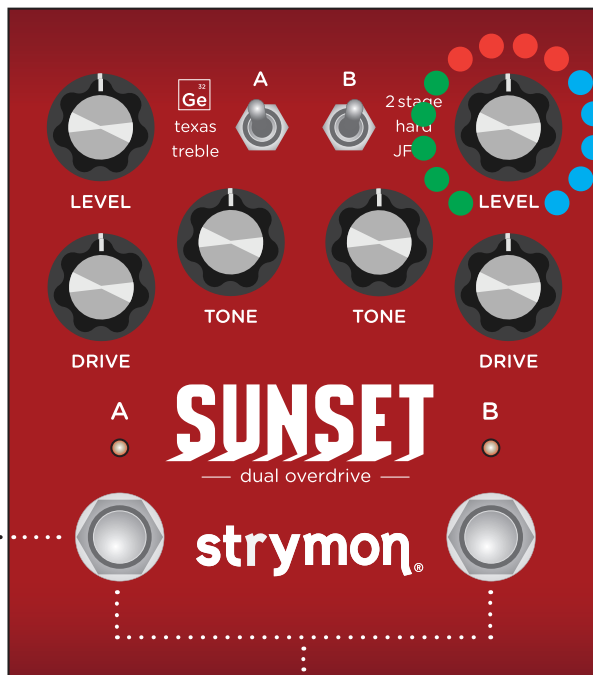 A
B
32
Ge
texas
treble
2 stage
hard
JF
LEVEL
LEVEL
TONE
TONE
DRIVE
DRIVE
A
B
SUNSET
dual overdrive
strymon®